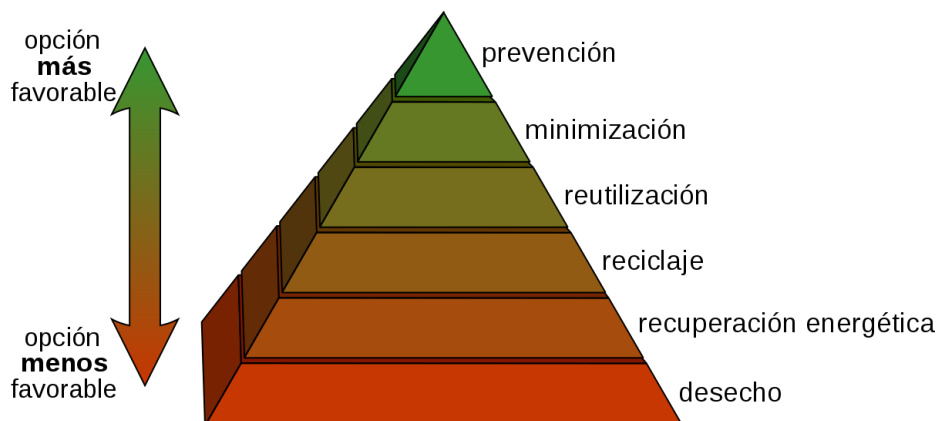 opción
más
favorable
prevención
minimización
reutilización
reciclaje
recuperación energética
desecho
opción
menos
favorable